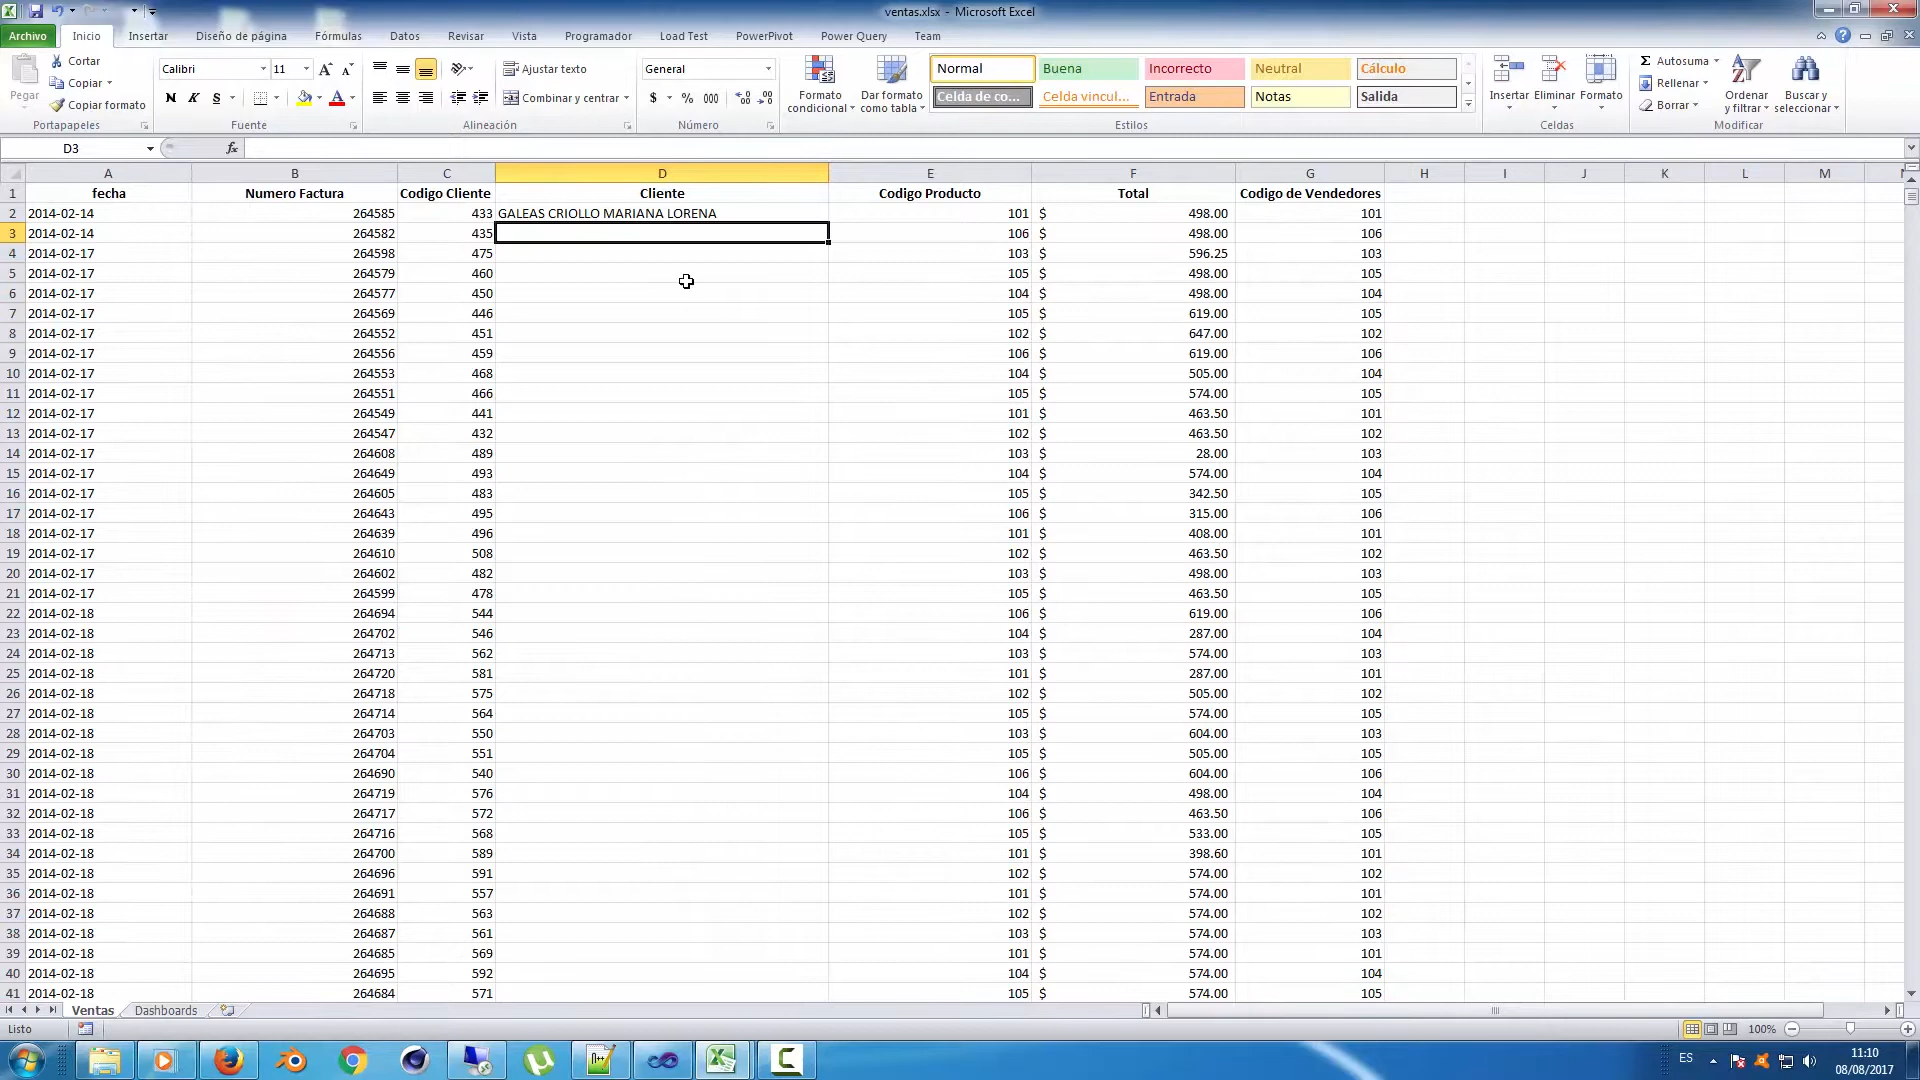 ventas.xlsx - Microsoft Excel
Archivo Inicio Insertar Diseño de página Fórmulas Datos Revisar Vista Programador Load Test PowerPivot Power Query Team
Pegar Cortar Copiar Copiar formato Portapapeles
Calibri 11 N K S Fuente
Ajustar texto Combinar y centrar Alineación
General $ % 000 Número
Formato condicional Dar formato como tabla
Normal Buena Incorrecto Neutral Cálculo
Celda de co... Celda vincul... Entrada Notas Salida
Estilos
Insertar Eliminar Formato Celdas
Autosuma Rellenar Borrar Ordenar y filtrar Buscar y seleccionar Modificar
D3 fx
A B C D E F G H I J K L M
1 fecha Numero Factura Codigo Cliente Cliente Codigo Producto Total Codigo de Vendedores
2 2014-02-14 264585 433 GALEAS CRIOLLO MARIANA LORENA 101 $ 498.00 101
3 2014-02-14 264582 435 106 $ 498.00 106
4 2014-02-17 264598 475 103 $ 596.25 103
5 2014-02-17 264579 460 105 $ 498.00 105
6 2014-02-17 264577 450 104 $ 498.00 104
7 2014-02-17 264569 446 105 $ 619.00 105
8 2014-02-17 264552 451 102 $ 647.00 102
9 2014-02-17 264556 459 106 $ 619.00 106
10 2014-02-17 264553 468 104 $ 505.00 104
11 2014-02-17 264551 466 105 $ 574.00 105
12 2014-02-17 264549 441 101 $ 463.50 101
13 2014-02-17 264547 432 102 $ 463.50 102
14 2014-02-17 264608 489 103 $ 28.00 103
15 2014-02-17 264649 493 104 $ 574.00 104
16 2014-02-17 264605 483 105 $ 342.50 105
17 2014-02-17 264643 495 106 $ 315.00 106
18 2014-02-17 264639 496 101 $ 408.00 101
19 2014-02-17 264610 508 102 $ 463.50 102
20 2014-02-17 264602 482 103 $ 498.00 103
21 2014-02-17 264599 478 105 $ 463.50 105
22 2014-02-18 264694 544 106 $ 619.00 106
23 2014-02-18 264702 546 104 $ 287.00 104
24 2014-02-18 264713 562 103 $ 574.00 103
25 2014-02-18 264720 581 101 $ 287.00 101
26 2014-02-18 264718 575 102 $ 505.00 102
27 2014-02-18 264714 564 105 $ 574.00 105
28 2014-02-18 264703 550 103 $ 604.00 103
29 2014-02-18 264704 551 105 $ 505.00 105
30 2014-02-18 264690 540 106 $ 604.00 106
31 2014-02-18 264719 576 104 $ 498.00 104
32 2014-02-18 264717 572 106 $ 463.50 106
33 2014-02-18 264716 568 105 $ 533.00 105
34 2014-02-18 264700 589 101 $ 398.60 101
35 2014-02-18 264696 591 102 $ 574.00 102
36 2014-02-18 264691 557 101 $ 574.00 101
37 2014-02-18 264688 563 102 $ 574.00 102
38 2014-02-18 264687 561 103 $ 574.00 103
39 2014-02-18 264685 569 101 $ 574.00 101
40 2014-02-18 264695 592 104 $ 574.00 104
41 2014-02-18 264684 571 105 $ 574.00 105
Ventas Dashboards
Listo 100%
ES 11:10
08/08/2017